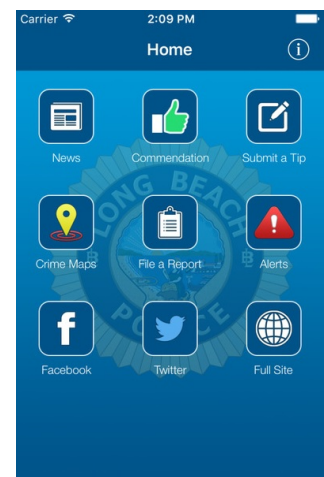 Carrier 2:09 PM
Home
News Commendation Submit a Tip
LONG BEACH
Crime Maps File a Report Alerts
POLICE
Facebook Twitter Full Site